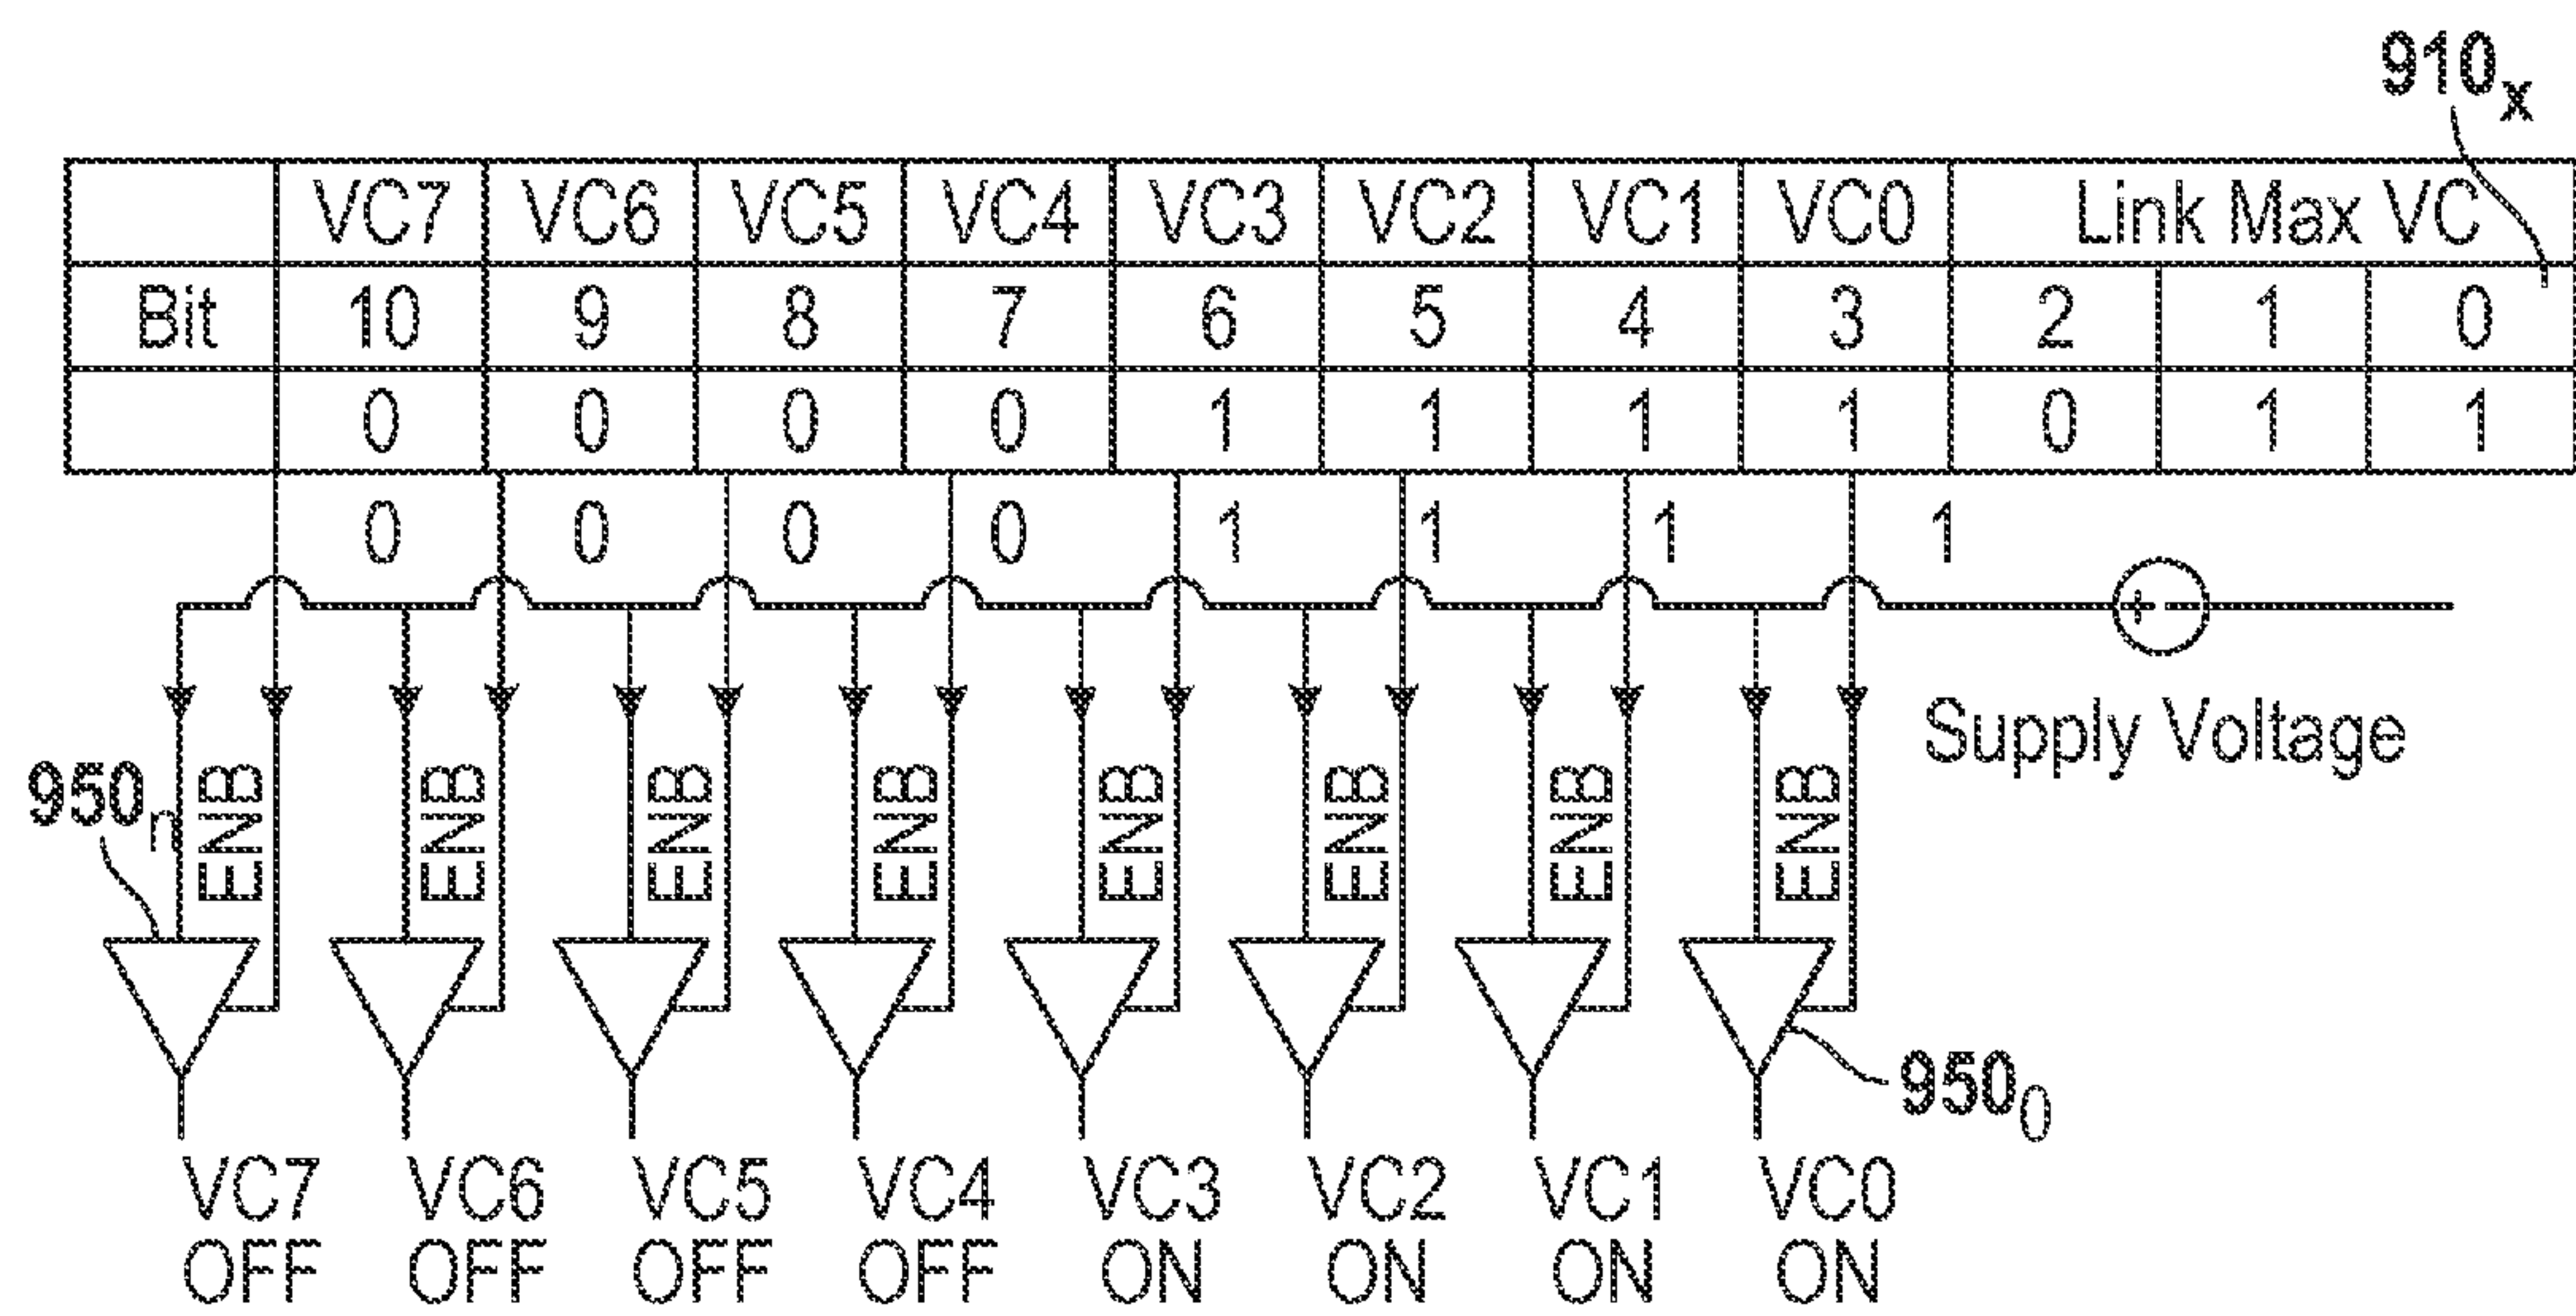 910x
VC7 VC6 VC5 VC4 VC3 VC2 VC1 VC0 Link Max VC
Bit 10 9 8 7 6 5 4 3 2 1 0
0 0 0 0 1 1 1 1 0 1 1
0 0 0 0 1 1 1 1
+ -
Supply Voltage
950n ENB ENB ENB ENB ENB ENB ENB ENB
9500
VC7 VC6 VC5 VC4 VC3 VC2 VC1 VC0
OFF OFF OFF OFF ON ON ON ON